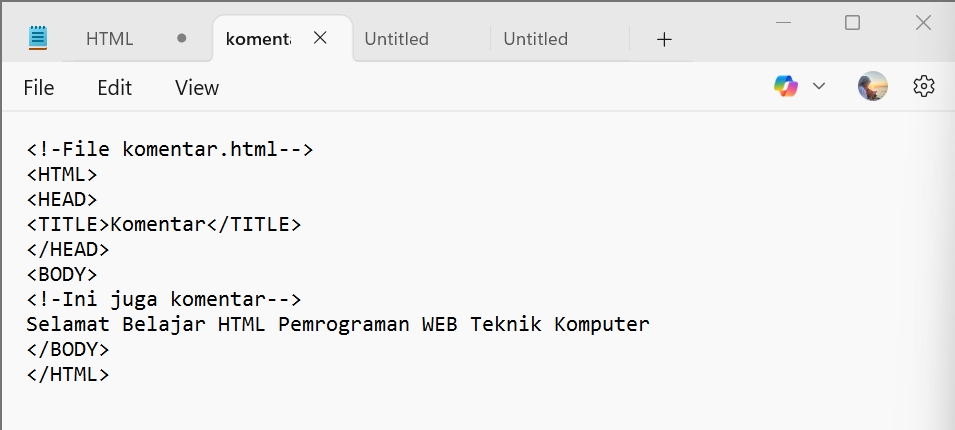 HTML komenta Untitled Untitled
File Edit View
<!-File komentar.html-->
<HTML>
<HEAD>
<TITLE>Komentar</TITLE>
</HEAD>
<BODY>
<!-Ini juga komentar-->
Selamat Belajar HTML Pemrograman WEB Teknik Komputer
</BODY>
</HTML>